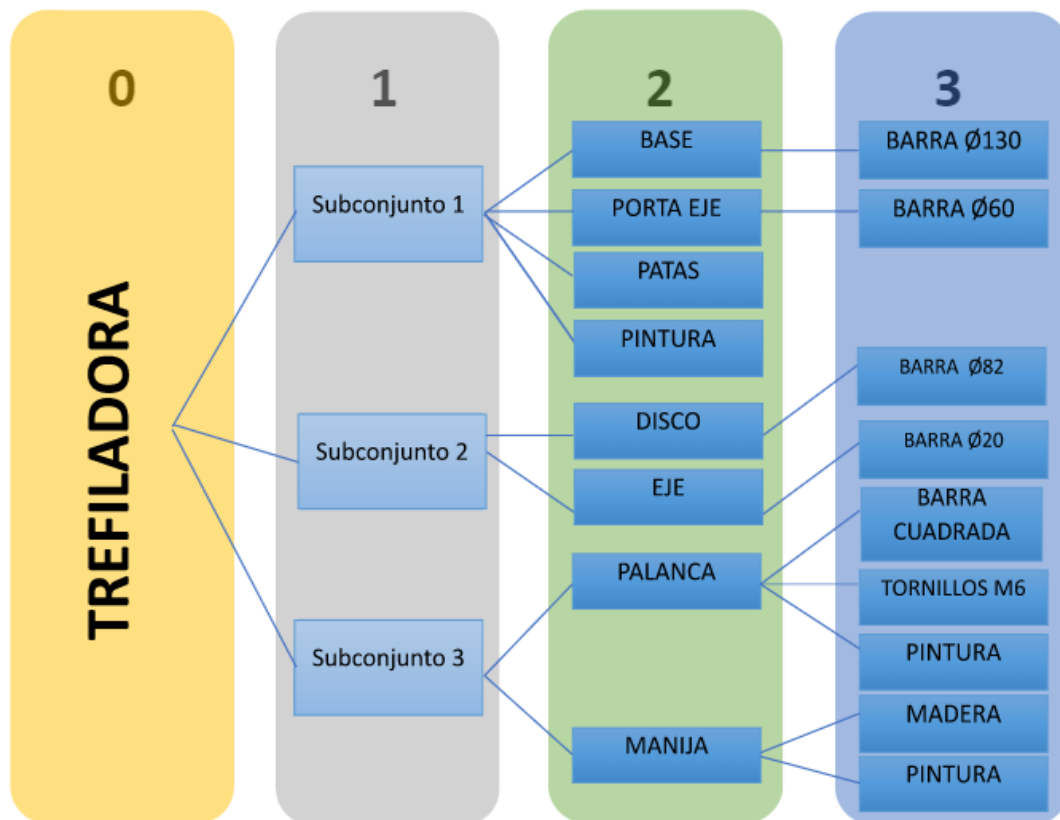 0
TREFILADORA
1
Subconjunto 1
Subconjunto 2
Subconjunto 3
2
BASE
PORTA EJE
PATAS
PINTURA
DISCO
EJE
PALANCA
MANIJA
3
BARRA Ø130
BARRA Ø60
BARRA Ø82
BARRA Ø20
BARRA
CUADRADA
TORNILLOS M6
PINTURA
MADERA
PINTURA